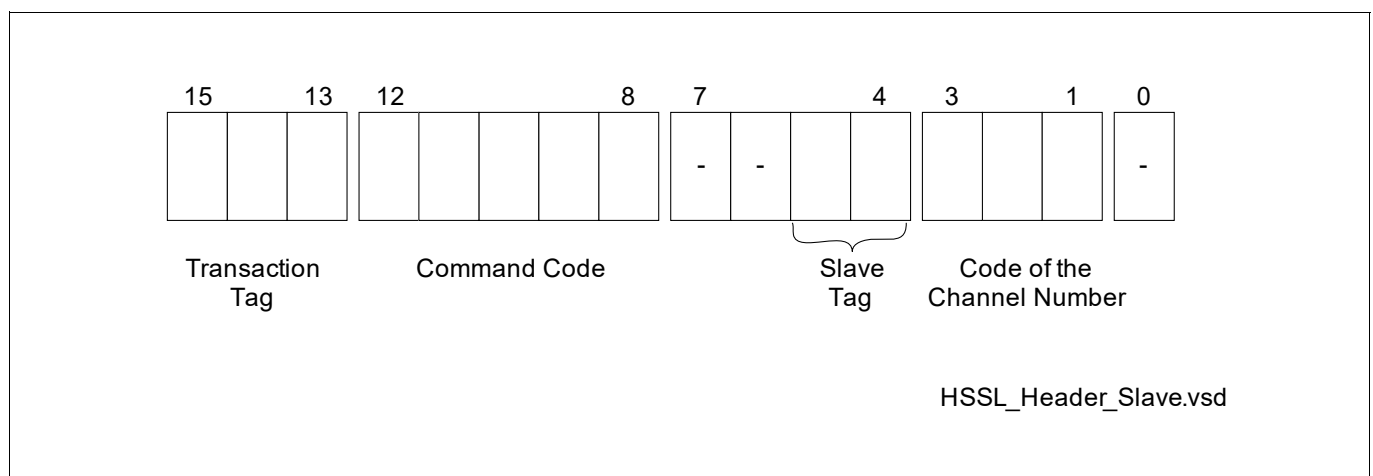 15 13 12 8 7 4 3 1 0
- - -
Transaction Command Code Slave Code of the
Tag Tag Channel Number
HSSL_Header_Slave.vsd